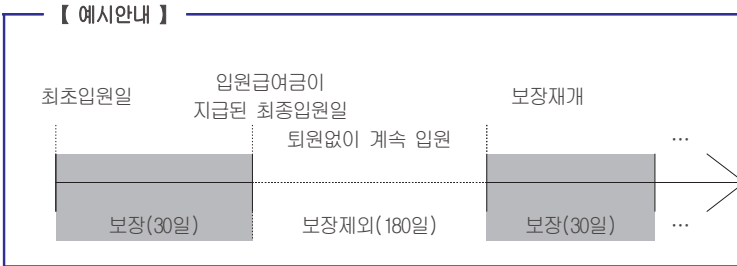 【 예시안내 】
최초입원일
입원급여금이
지급된 최종입원일
보장재개
퇴원없이 계속 입원
…
보장(30일)
보장제외(180일)
보장(30일)
…